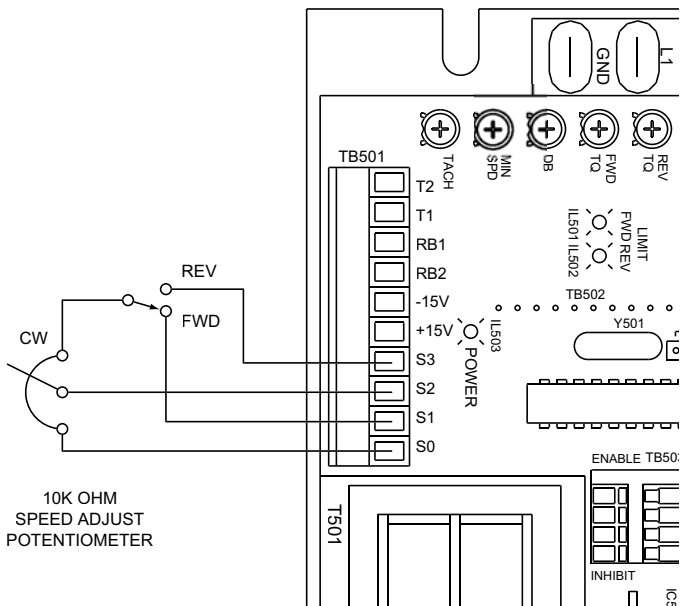 GND
L1
TB501
TACH
MIN
SPD
DB
FWD
TQ
REV
TQ
T2
T1
RB1
RB2
-15V
+15V
S3
S2
S1
S0
LIMIT
FWD REV
IL501 IL502
TB502
IL503
POWER
Y501
REV
FWD
CW
10K OHM
SPEED ADJUST
POTENTIOMETER
ENABLE TB503
INHIBIT
T501